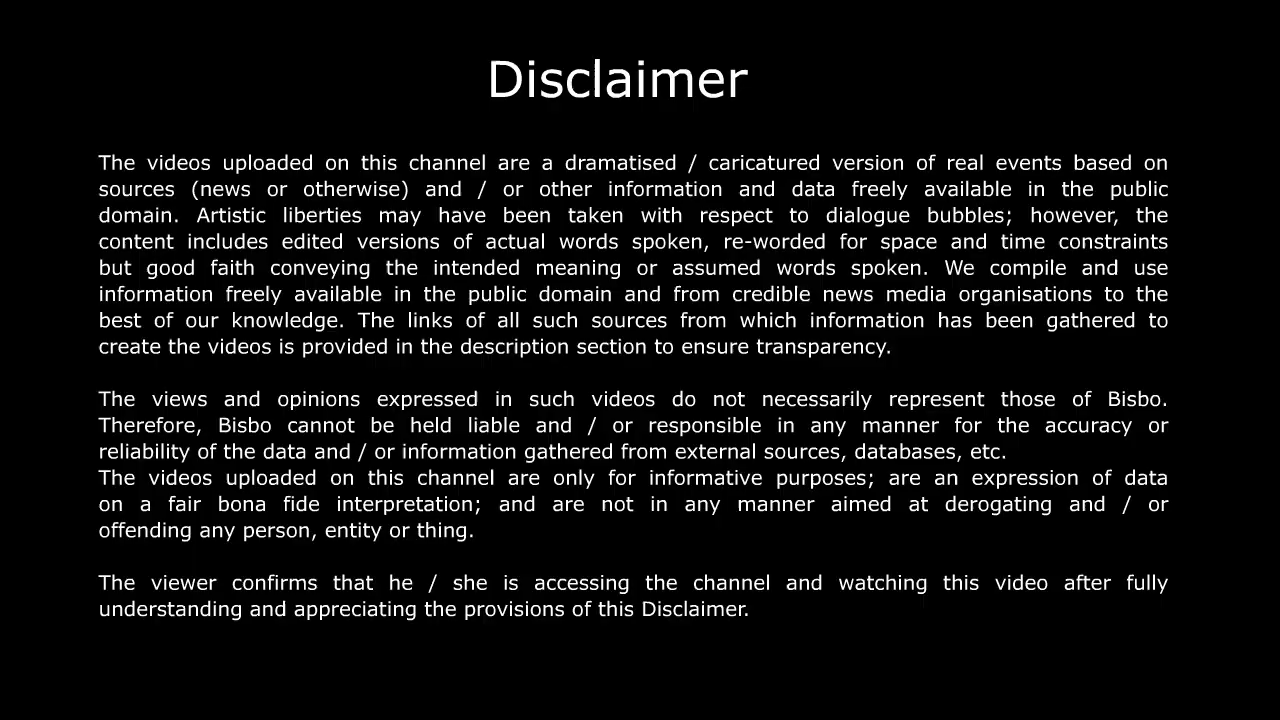 Disclaimer
The videos uploaded on this channel are a dramatised / caricatured version of real events based on
sources (news or otherwise) and / or other information and data freely available in the public
domain. Artistic liberties may have been taken with respect to dialogue bubbles; however, the
content includes edited versions of actual words spoken, re-worded for space and time constraints
but good faith conveying the intended meaning or assumed words spoken. We compile and use
information freely available in the public domain and from credible news media organisations to the
best of our knowledge. The links of all such sources from which information has been gathered to
create the videos is provided in the description section to ensure transparency.
The views and opinions expressed in such videos do not necessarily represent those of Bisbo.
Therefore, Bisbo cannot be held liable and / or responsible in any manner for the accuracy or
reliability of the data and / or information gathered from external sources, databases, etc.
The videos uploaded on this channel are only for informative purposes; are an expression of data
on a fair bona fide interpretation; and are not in any manner aimed at derogating and / or
offending any person, entity or thing.
The viewer confirms that he / she is accessing the channel and watching this video after fully
understanding and appreciating the provisions of this Disclaimer.